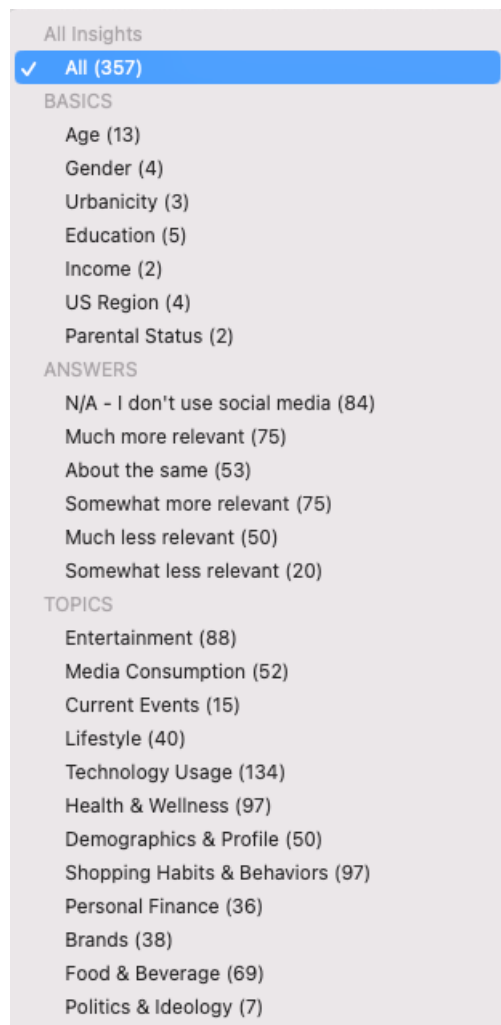 All Insights
✓ All (357)
BASICS
Age (13)
Gender (4)
Urbanicity (3)
Education (5)
Income (2)
US Region (4)
Parental Status (2)
ANSWERS
N/A - I don't use social media (84)
Much more relevant (75)
About the same (53)
Somewhat more relevant (75)
Much less relevant (50)
Somewhat less relevant (20)
TOPICS
Entertainment (88)
Media Consumption (52)
Current Events (15)
Lifestyle (40)
Technology Usage (134)
Health & Wellness (97)
Demographics & Profile (50)
Shopping Habits & Behaviors (97)
Personal Finance (36)
Brands (38)
Food & Beverage (69)
Politics & Ideology (7)